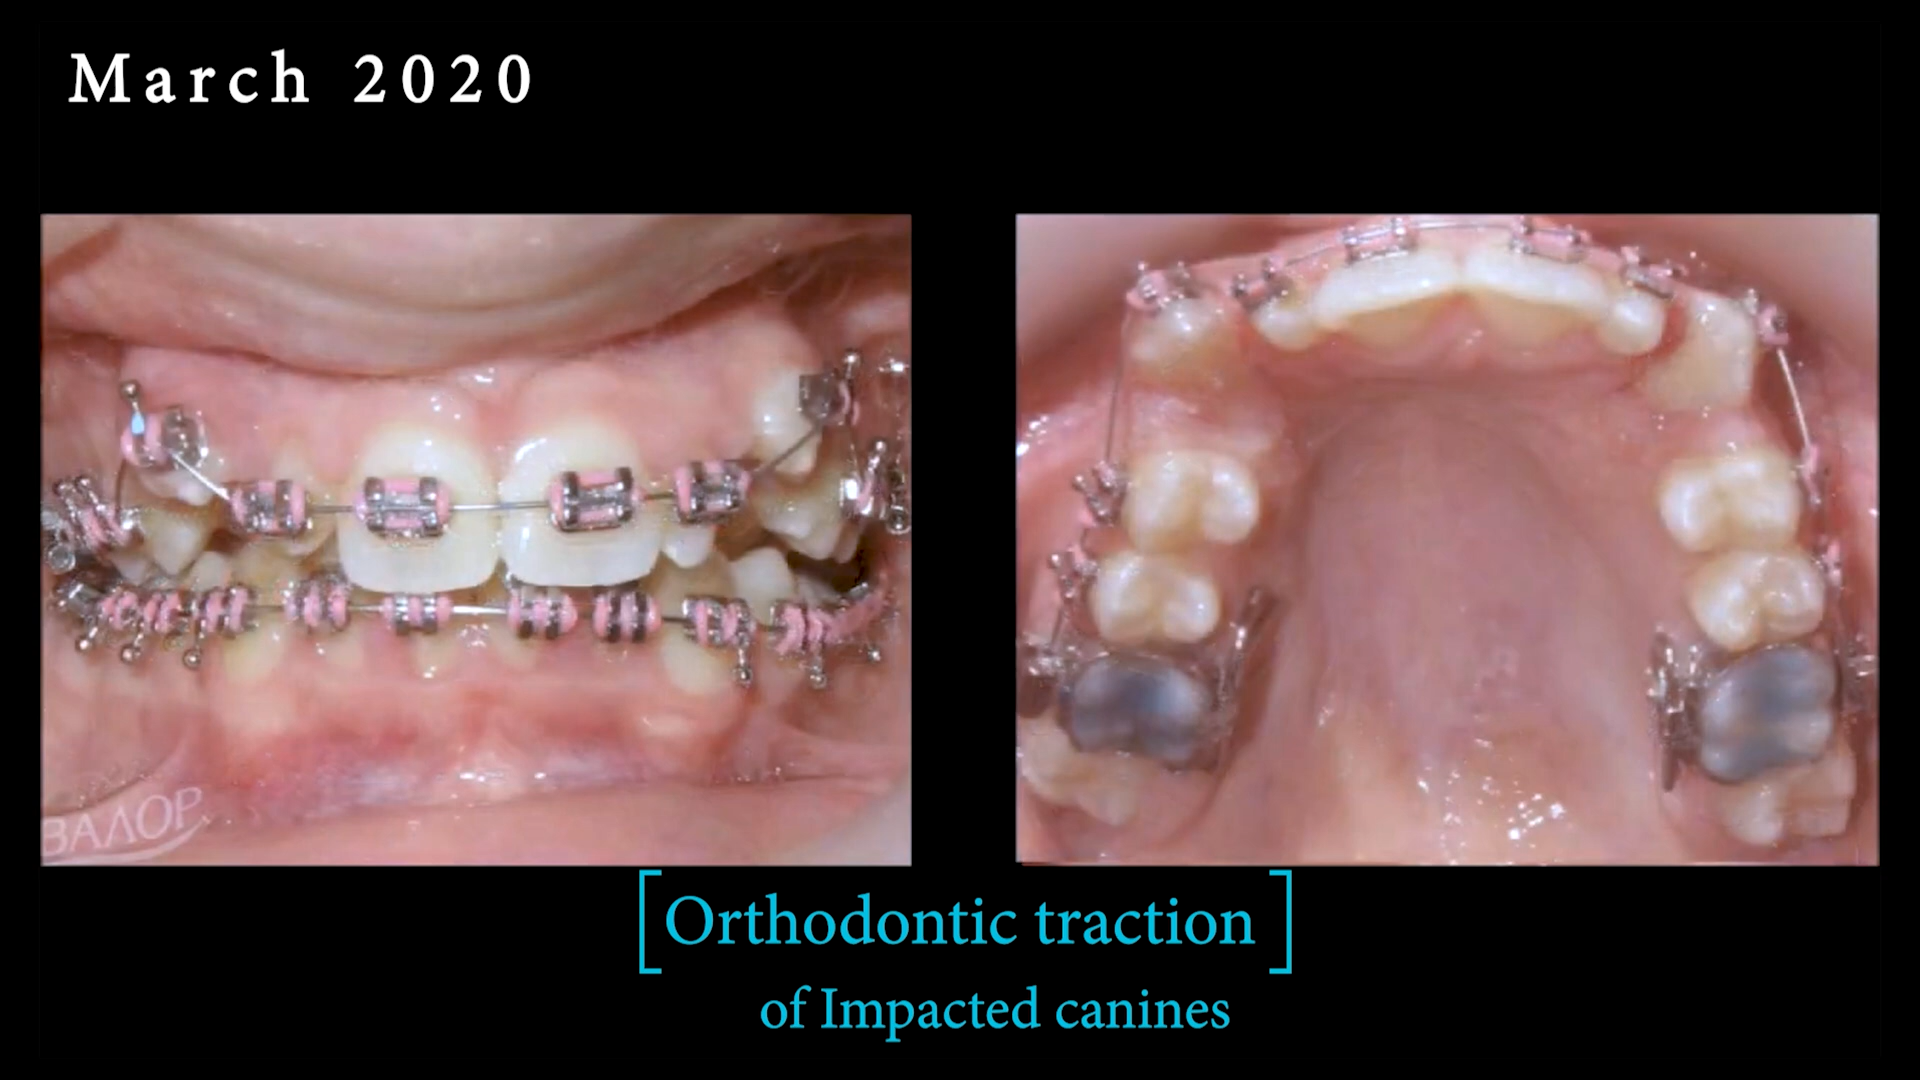 March 2020
ВАЛОР
Orthodontic traction
of Impacted canines